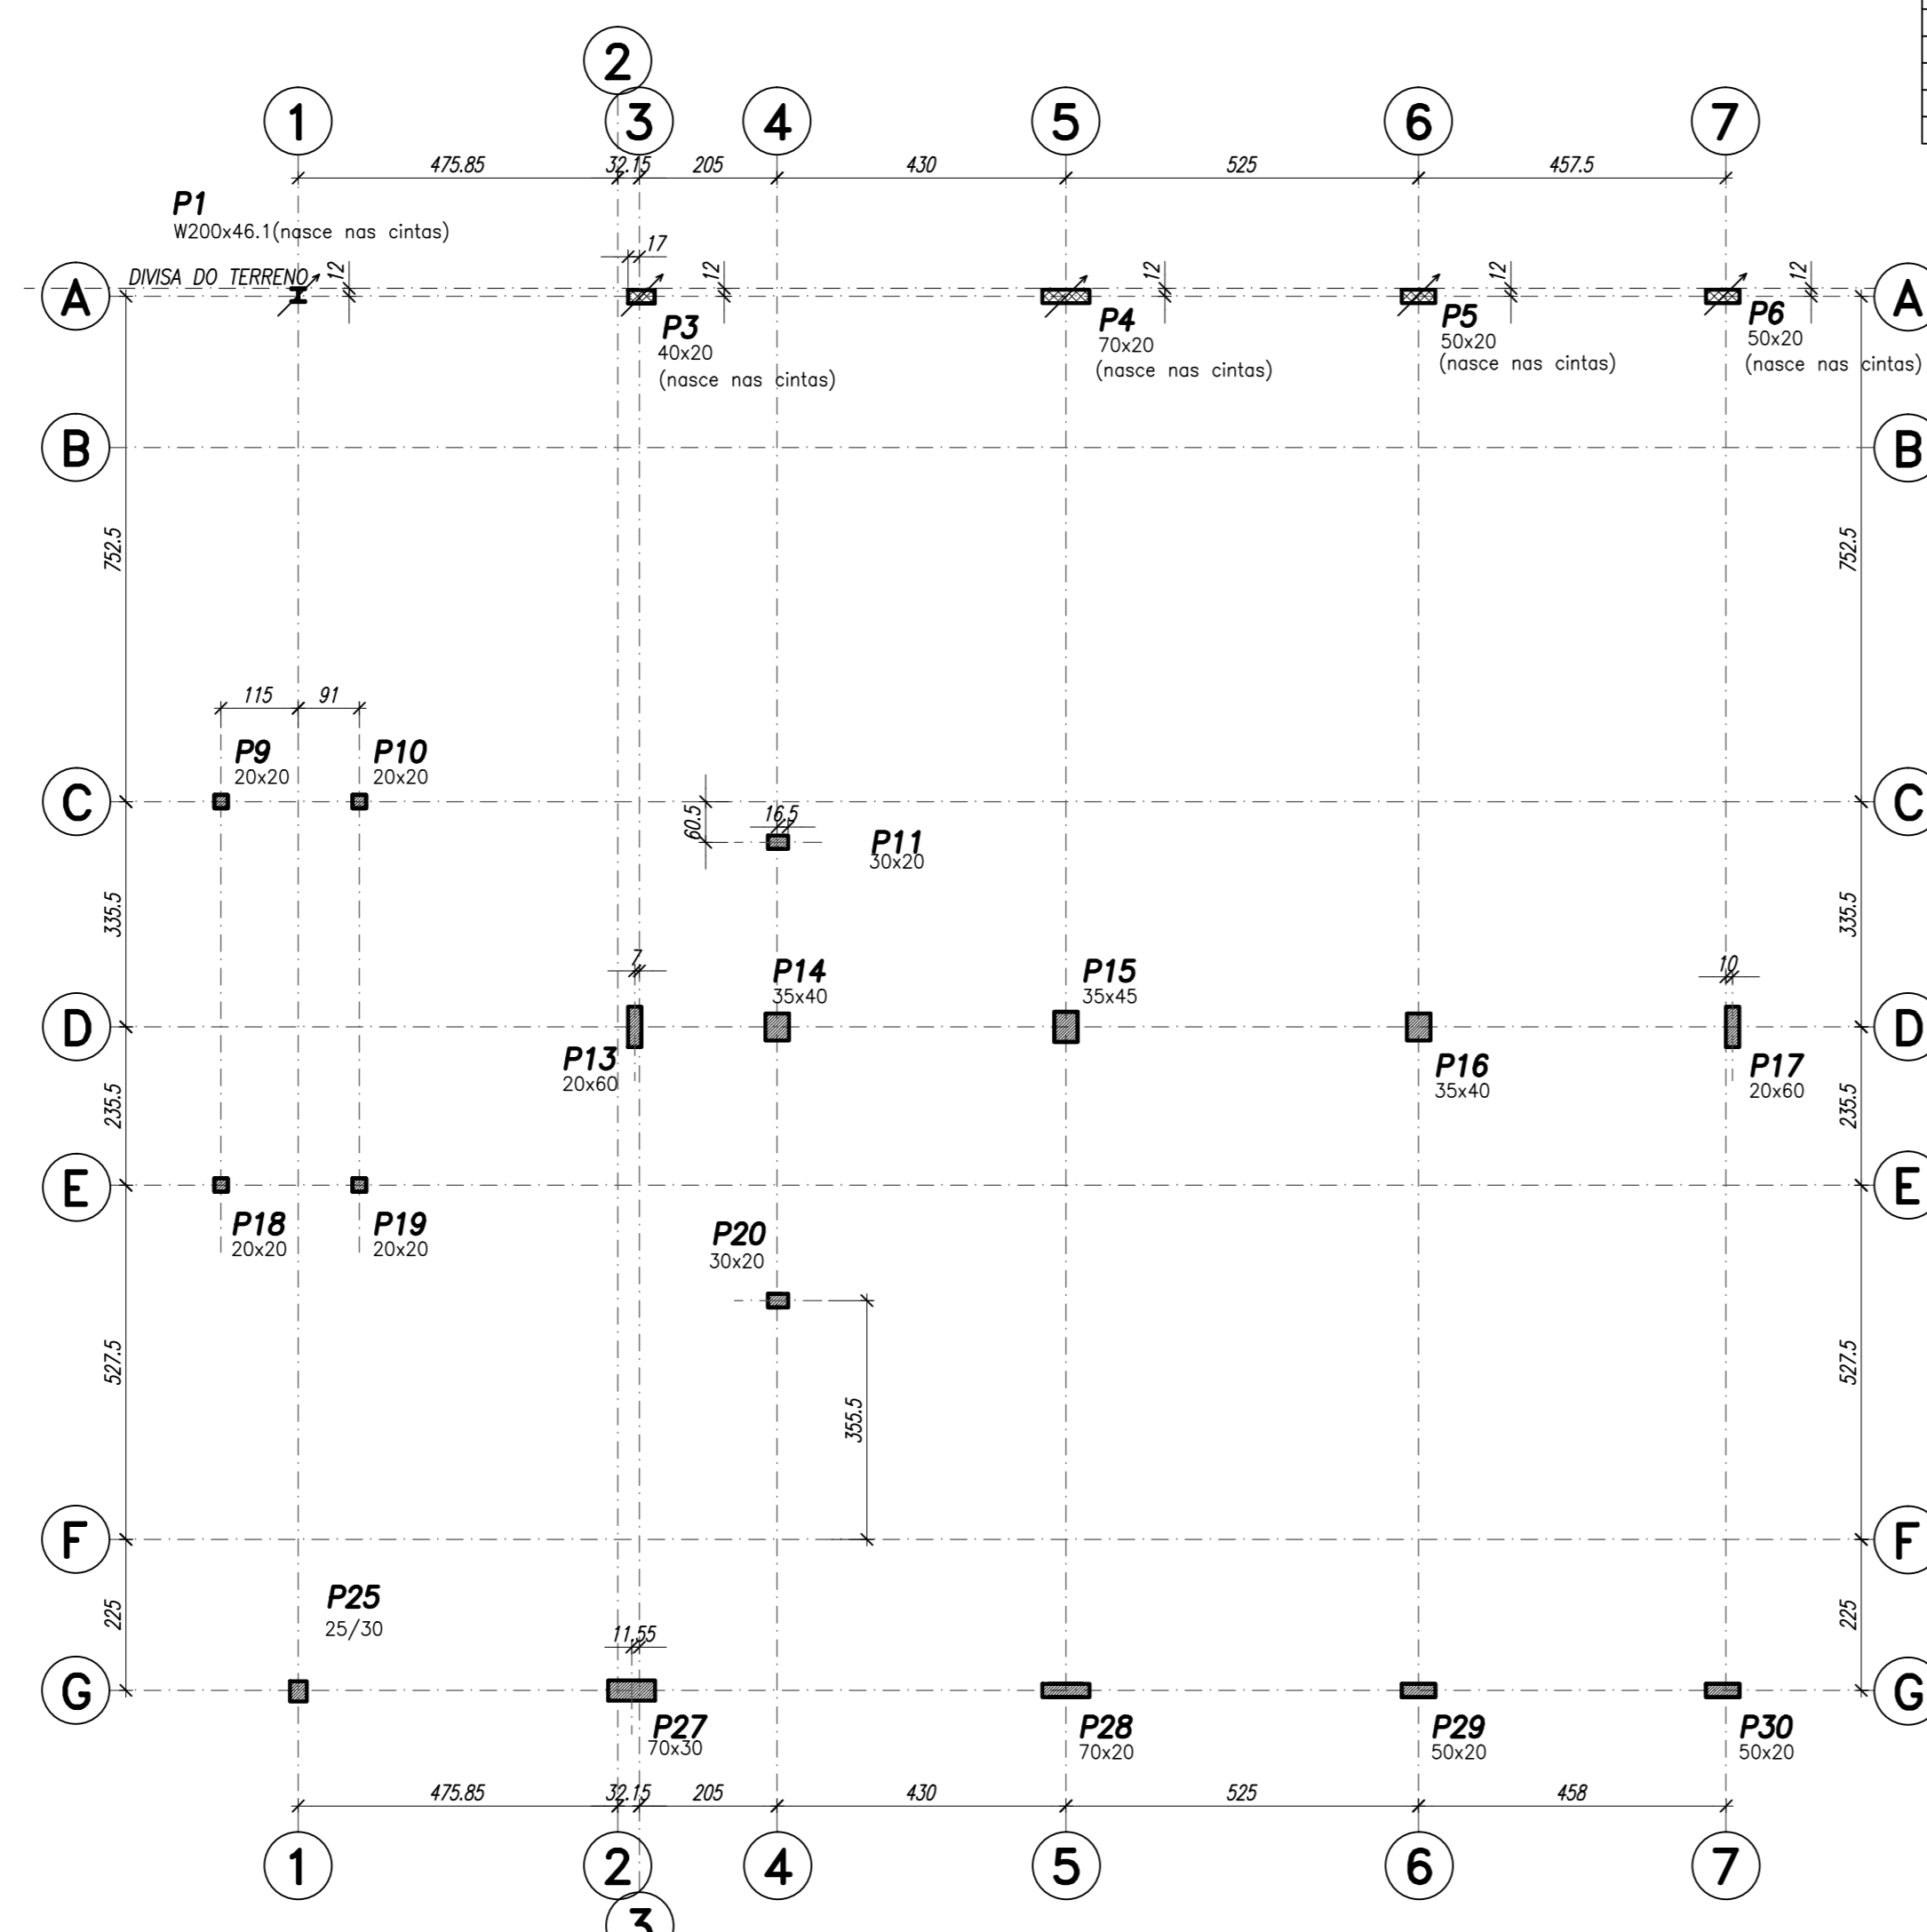 2
1
3
4
5
6
7
475.85
32.15
205
430
525
457.5
P1
W200x46.1(nasce nas cintas)
17
DIVISA DO TERRENO
12
12
12
12
12
A
A
P3
40x20
(nasce nas cintas)
P4
70x20
(nasce nas cintas)
P5
50x20
(nasce nas cintas)
P6
50x20
(nasce nas cintas)
B
B
752.5
752.5
115
91
P9
20x20
P10
20x20
C
C
60.5
16.5
P11
30x20
335.5
335.5
7
P14
35x40
P15
35x45
10
D
D
P13
20x60
P16
35x40
P17
20x60
235.5
235.5
E
E
P18
20x20
P19
20x20
P20
30x20
527.5
527.5
355.5
F
F
P25
25/30
225
225
11.55
G
G
P27
70x30
P28
70x20
P29
50x20
P30
50x20
475.85
32.15
205
430
525
458
1
2
4
5
6
7
3